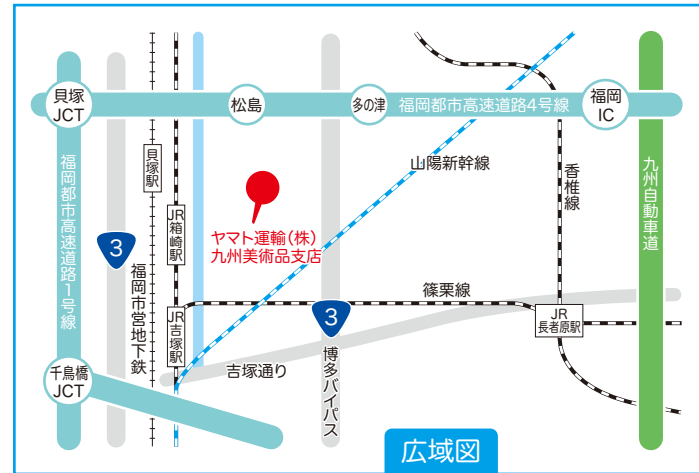 貝塚
JCT
松島
多の津
福岡都市高速道路4号線
福岡
IC
貝塚駅
山陽新幹線
香椎線
九州自動車道
福岡都市高速道路1号線
3
JR箱崎駅
ヤマト運輸(株)
九州美術品支店
福岡市営地下鉄
篠栗線
3
JR吉塚駅
JR
長者原駅
千鳥橋
JCT
吉塚通り
博多バイパス
広域図